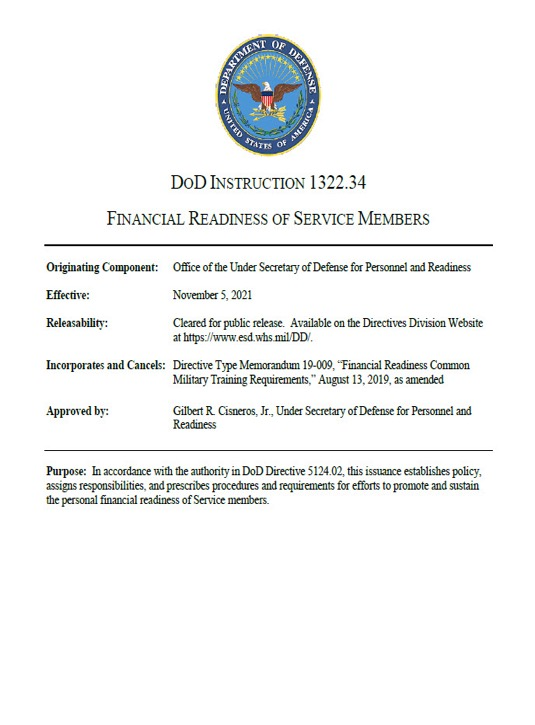 DEPARTMENT OF DEFENSE
UNITED STATES OF AMERICA
DOD INSTRUCTION 1322.34
FINANCIAL READINESS OF SERVICE MEMBERS
Originating Component: Office of the Under Secretary of Defense for Personnel and Readiness
Effective: November 5, 2021
Releasability: Cleared for public release. Available on the Directives Division Website
at https://www.esd.whs.mil/DD/.
Incorporates and Cancels: Directive Type Memorandum 19-009, “Financial Readiness Common
Military Training Requirements,” August 13, 2019, as amended
Approved by: Gilbert R. Cisneros, Jr., Under Secretary of Defense for Personnel and
Readiness
Purpose: In accordance with the authority in DoD Directive 5124.02, this issuance establishes policy,
assigns responsibilities, and prescribes procedures and requirements for efforts to promote and sustain
the personal financial readiness of Service members.